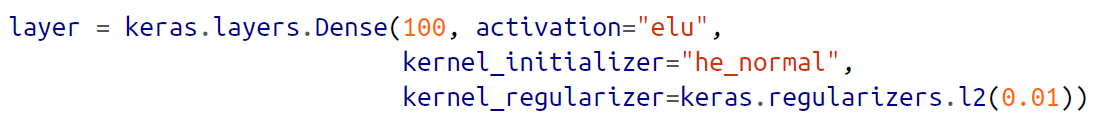 layer = keras.layers.Dense(100, activation="elu",
                           kernel_initializer="he_normal",
                           kernel_regularizer=keras.regularizers.l2(0.01))